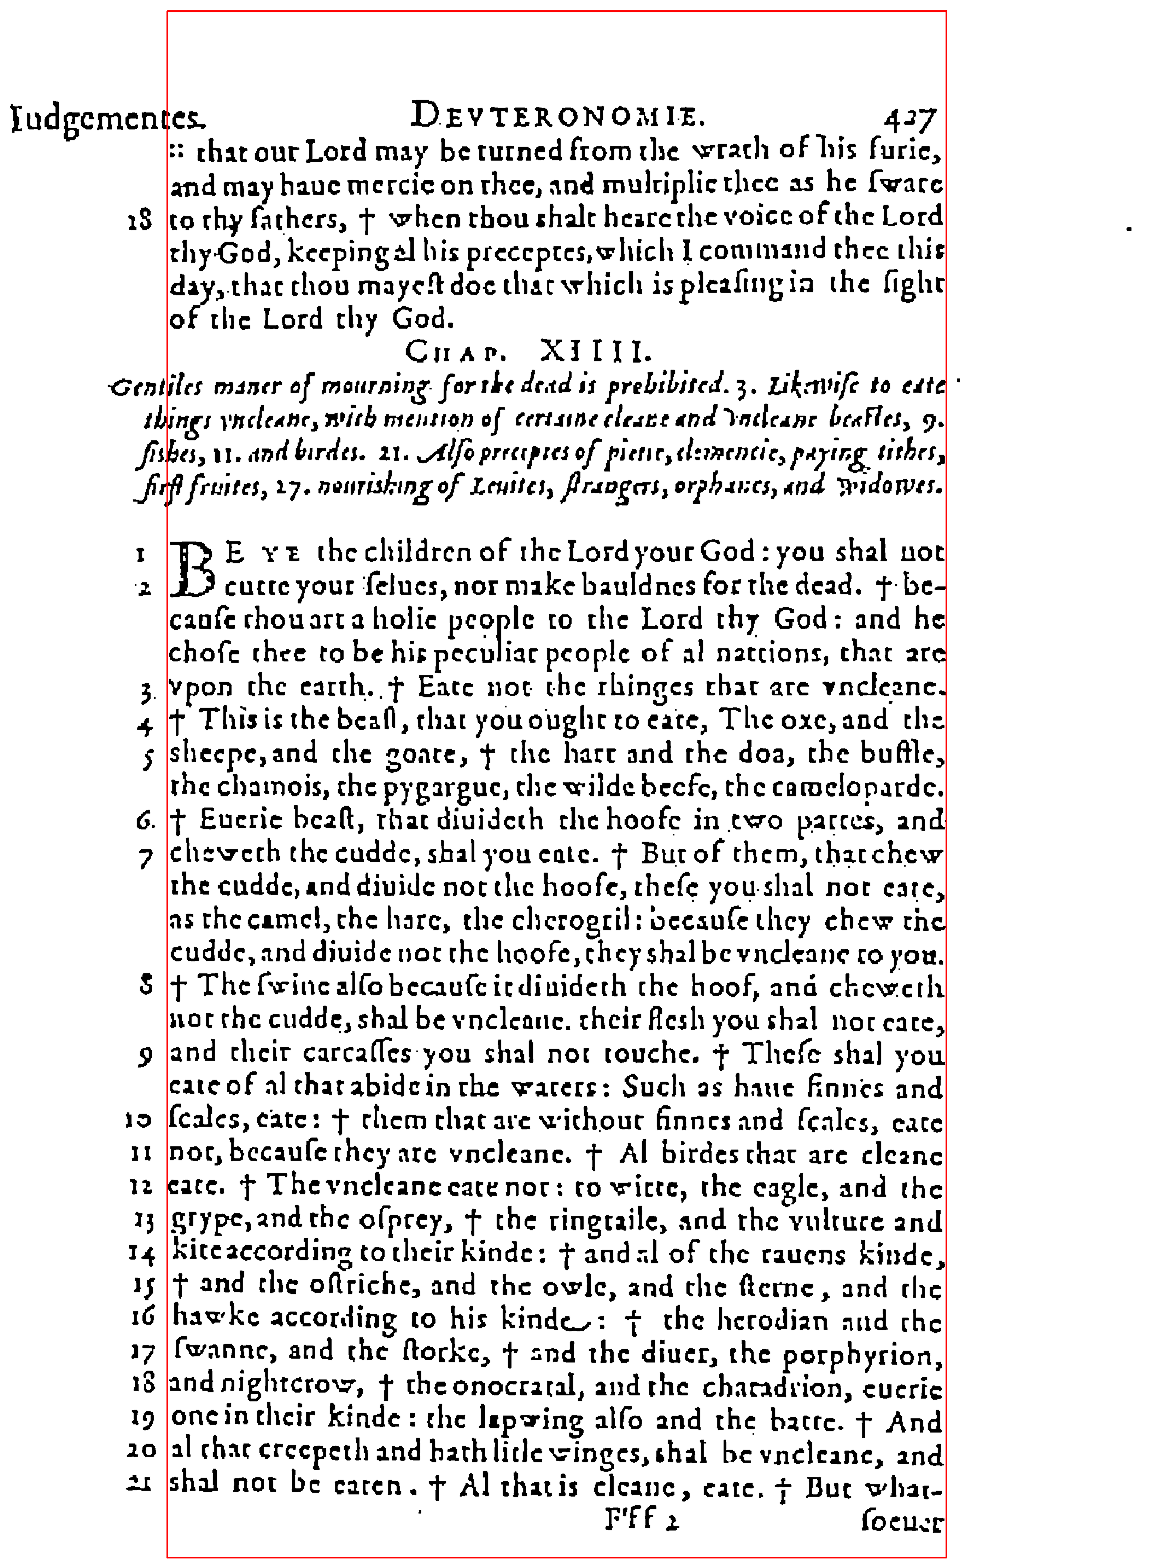 Iudgementes. DEVTERONOMIE. 427
:: that our Lord may be turned from the wrath of his furie,
and may haue mercie on thee, and multiplie thee as he ſware
18 to thy fathers, † when thou shalt heare the voice of the Lord
thy God, keeping al his preceptes, which I command thee this
day, that thou mayeſt doe that which is pleaſing in the ſight
of the Lord thy God.
CHAP. XIIII.
Gentiles maner of mourning for the dead is prohibited. 3. Likewiſe to eate
things vncleane, with mention of certaine cleane and vncleane beaſtes, 9.
fishes, 11. and birdes. 21. Alſo preceptes of pietie, clemencie, paying tithes,
firſt fruites, 27. nourishing of Leuites, ſtrangers, orphanes, and widowes.
1 BE YE the children of the Lord your God: you shal not
2 cutte your ſelues, nor make bauldnes for the dead. † be-
cauſe thou art a holie people to the Lord thy God: and he
choſe thee to be his peculiar people of al nations, that are
3 vpon the earth. † Eate not the thinges that are vncleane.
4 † This is the beaſt, that you ought to eate, The oxe, and the
5 sheepe, and the goate, † the hart and the doa, the buffle,
the chamois, the pygargue, the wilde beefe, the cameloparde.
6. † Euerie beaſt, that diuideth the hoofe in two partes, and
7 cheweth the cudde, shal you eate. † But of them, that chew
the cudde, and diuide not the hoofe, theſe you shal not eate,
as the camel, the hare, the cherogril: becauſe they chew the
cudde, and diuide not the hoofe, they shal be vncleane to you.
8 † The ſwine alſo becauſe it diuideth the hoof, and cheweth
not the cudde, shal be vncleane. their flesh you shal not eate,
9 and their carcaſſes you shal not touche. † Theſe shal you
eate of al that abide in the waters: Such as haue finnes and
10 ſcales, eate: † them that are without finnes and ſcales, eate
11 not, becauſe they are vncleane. † Al birdes that are cleane
12 eate. † The vncleane eate not: to witte, the eagle, and the
13 grype, and the oſprey, † the ringtaile, and the vulture and
14 kite according to their kinde: † and al of the rauens kinde,
15 † and the oſtriche, and the owle, and the ſterne, and the
16 hawke according to his kinde: † the herodian and the
17 ſwanne, and the ſtorke, † and the diuer, the porphyrion,
18 and nightcrow, † the onocratal, and the charadrion, euerie
19 one in their kinde: the lapwing alſo and the batte. † And
20 al that creepeth and hath litle winges, shal be vncleane, and
21 shal not be eaten. † Al that is cleane, eate. † But what-
Fff 2 ſoeuer